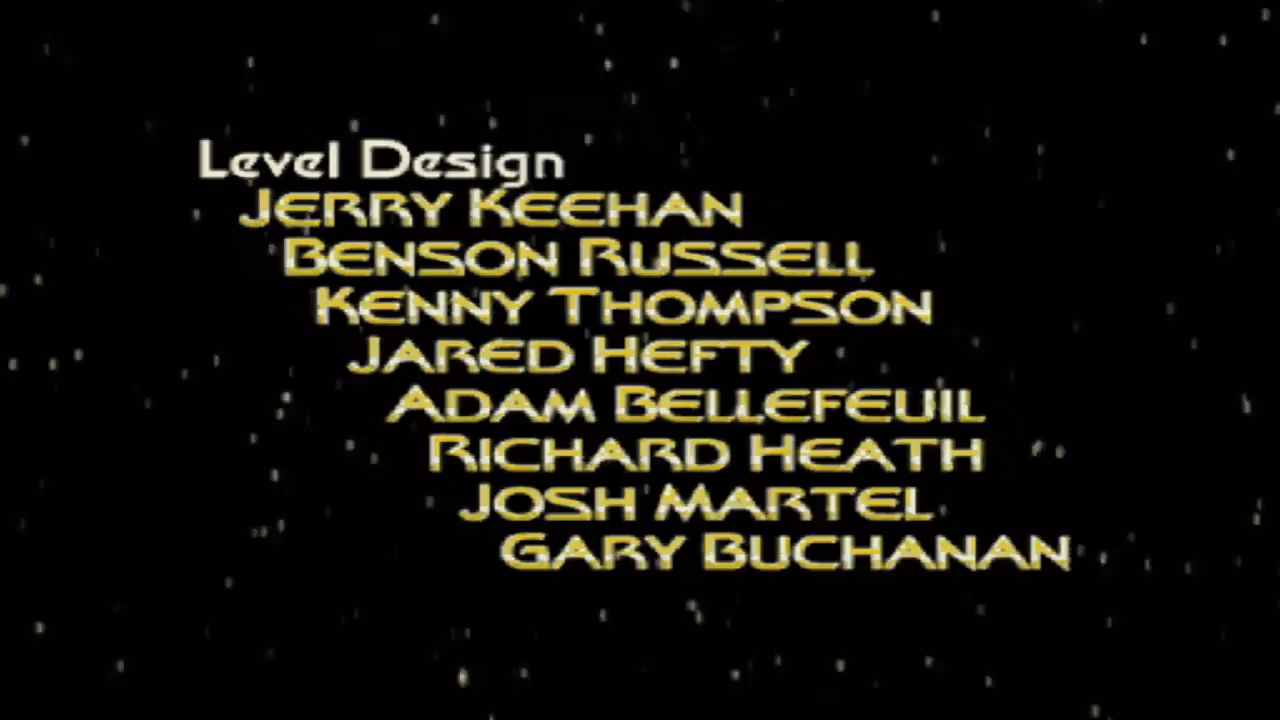 Level Design
Jerry Keehan
Benson Russell
Kenny Thompson
Jared Hefty
Adam Bellefeuil
Richard Heath
Josh Martel
Gary Buchanan